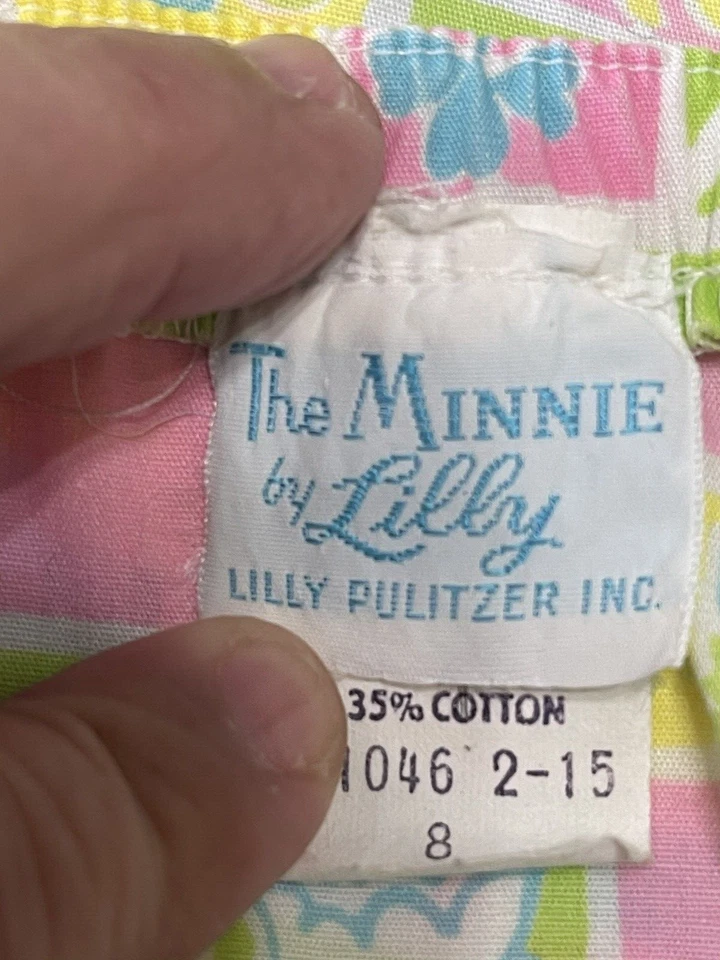 The MINNIE
by Lilly
LILLY PULITZER INC.
35% COTTON
1046 2-15
8